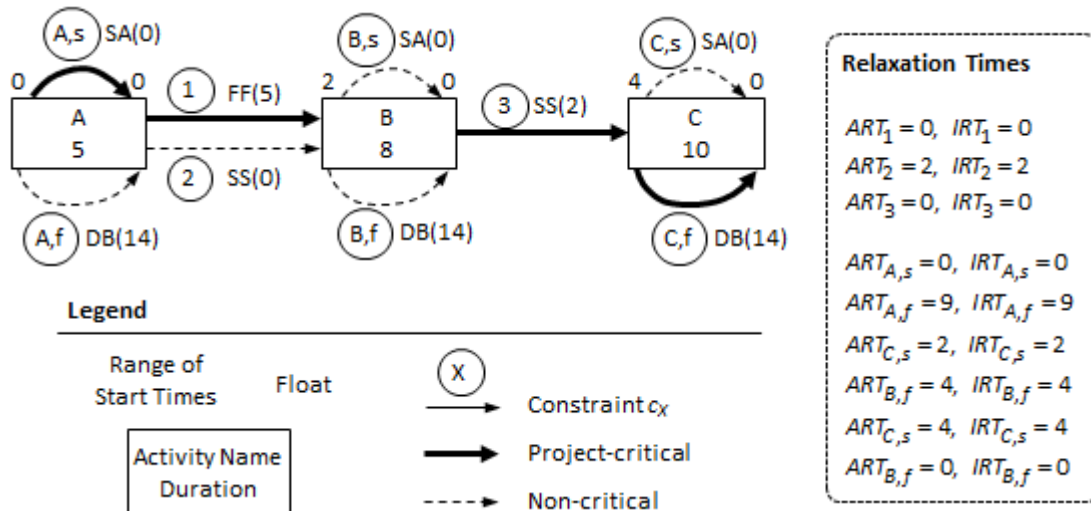 A,s SA(0)
B,s SA(0)
C,s SA(0)
0 0
1 FF(5)
2 0
3 SS(2)
4 0
A
5
B
8
C
10
2 SS(0)
A,f DB(14)
B,f DB(14)
C,f DB(14)
Relaxation Times
ART1 = 0, IRT1 = 0
ART2 = 2, IRT2 = 2
ART3 = 0, IRT3 = 0
ARTA,s = 0, IRTA,s = 0
ARTA,f = 9, IRTA,f = 9
ARTC,s = 2, IRTC,s = 2
ARTB,f = 4, IRTB,f = 4
ARTC,s = 4, IRTC,s = 4
ARTB,f = 0, IRTB,f = 0
Legend
Range of
Start Times
Float
Activity Name
Duration
X
Constraint cX
Project-critical
Non-critical